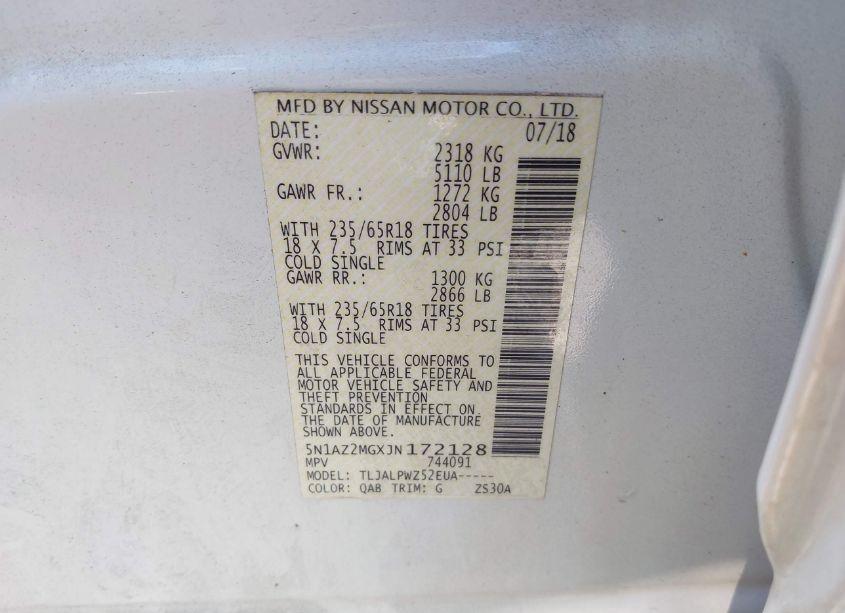 MFD BY NISSAN MOTOR CO., LTD.
DATE: 07/18
GVWR: 2318 KG
5110 LB
GAWR FR.: 1272 KG
2804 LB
WITH 235/65R18 TIRES
18 X 7.5 RIMS AT 33 PSI
COLD SINGLE
GAWR RR.: 1300 KG
2866 LB
WITH 235/65R18 TIRES
18 X 7.5 RIMS AT 33 PSI
COLD SINGLE
THIS VEHICLE CONFORMS TO
ALL APPLICABLE FEDERAL
MOTOR VEHICLE SAFETY AND
THEFT PREVENTION
STANDARDS IN EFFECT ON
THE DATE OF MANUFACTURE
SHOWN ABOVE.
5N1AZ2MGXJN172128
MPV 744091
MODEL: TLJALPWZ52EUA-----
COLOR: QAB TRIM: G ZS30A